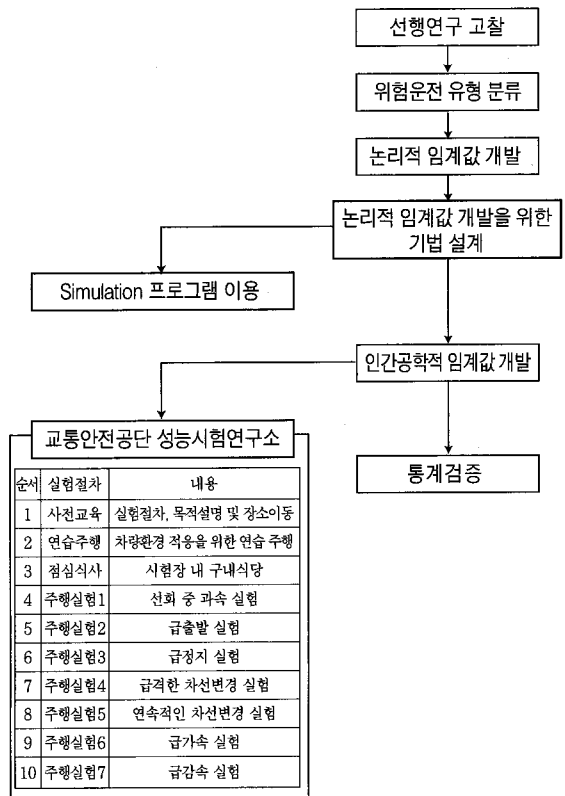 선행연구 고찰
위험운전 유형 분류
논리적 임계값 개발
논리적 임계값 개발을 위한
기법 설계
Simulation 프로그램 이용
인간공학적 임계값 개발
교통안전공단 성능시험연구소
통계검증
순서 실험절차 내용
1 사전교육 실험절차, 목적설명 및 장소이동
2 연습주행 차량환경 적응을 위한 연습 주행
3 점심식사 시험장 내 구내식당
4 주행실험1 선회 중 과속 실험
5 주행실험2 급출발 실험
6 주행실험3 급정지 실험
7 주행실험4 급격한 차선변경 실험
8 주행실험5 연속적인 차선변경 실험
9 주행실험6 급가속 실험
10 주행실험7 급감속 실험